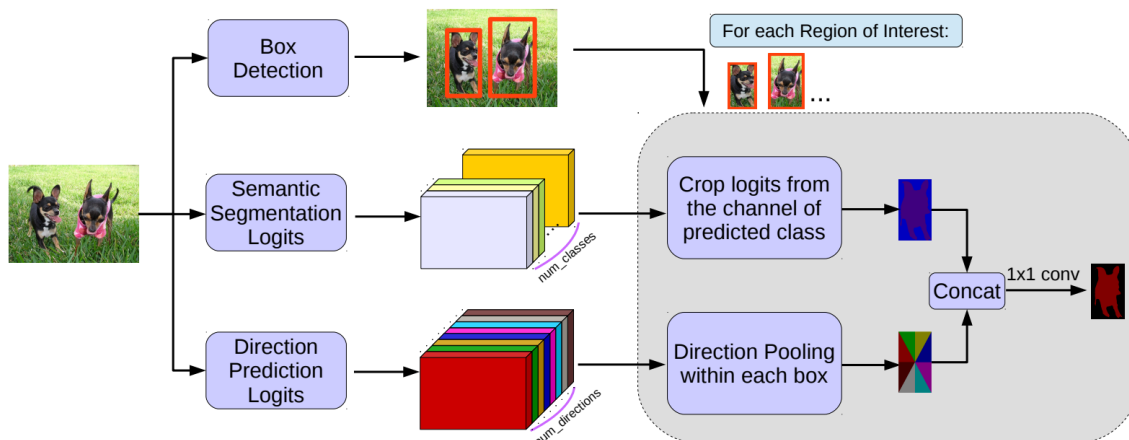 Box
Detection
For each Region of Interest:
...
Semantic
Segmentation
Logits
num_classes
Crop logits from
the channel of
predicted class
1x1 conv
Concat
Direction
Prediction
Logits
num_directions
Direction Pooling
within each box